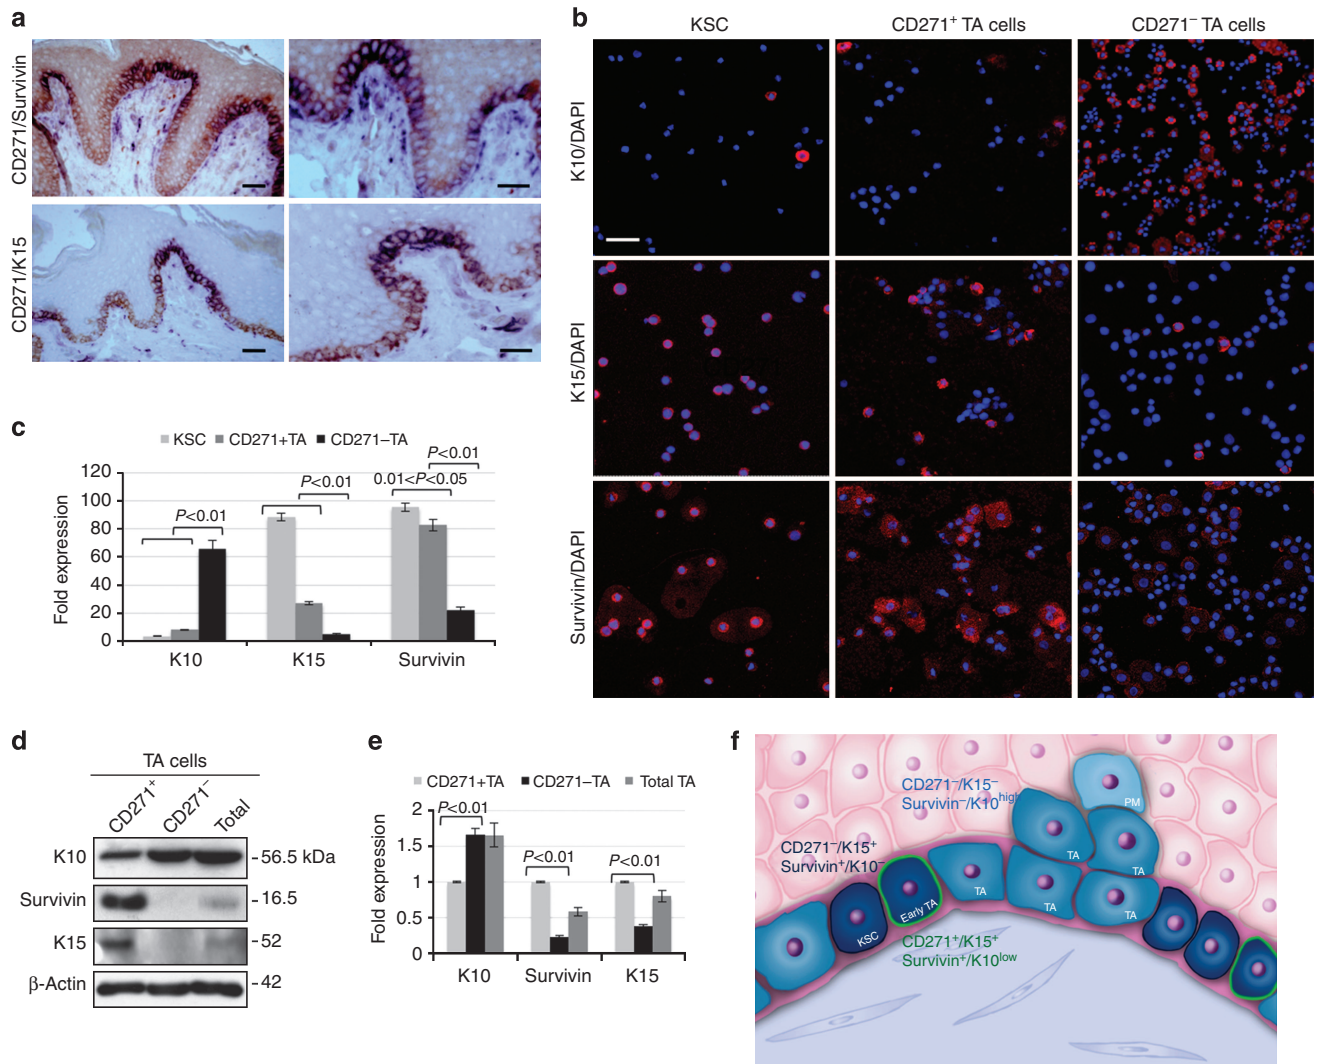 a
CD271/Survivin
CD271/K15
b
KSC
CD271⁺ TA cells
CD271⁻ TA cells
K10/DAPI
K15/DAPI
Survivin/DAPI
c
KSC CD271+TA CD271–TA
Fold expression
120
100
80
60
40
20
0
P<0.01
P<0.01
0.01<P<0.05
P<0.01
K10 K15 Survivin
d
TA cells
CD271⁺ CD271⁻ Total
K10 - 56.5 kDa
Survivin - 16.5
K15 - 52
β-Actin - 42
e
CD271+TA CD271–TA Total TA
Fold expression
2
1.5
1
0.5
0
P<0.01
P<0.01
P<0.01
K10 Survivin K15
f
CD271⁻/K15⁻
Survivin⁻/K10ʰⁱᵍʰ
PM
CD271⁻/K15⁺
Survivin⁺/K10⁻
TA
TA
TA
TA
TA
Early TA
KSC
CD271⁺/K15⁺
Survivin⁺/K10ˡᵒʷ